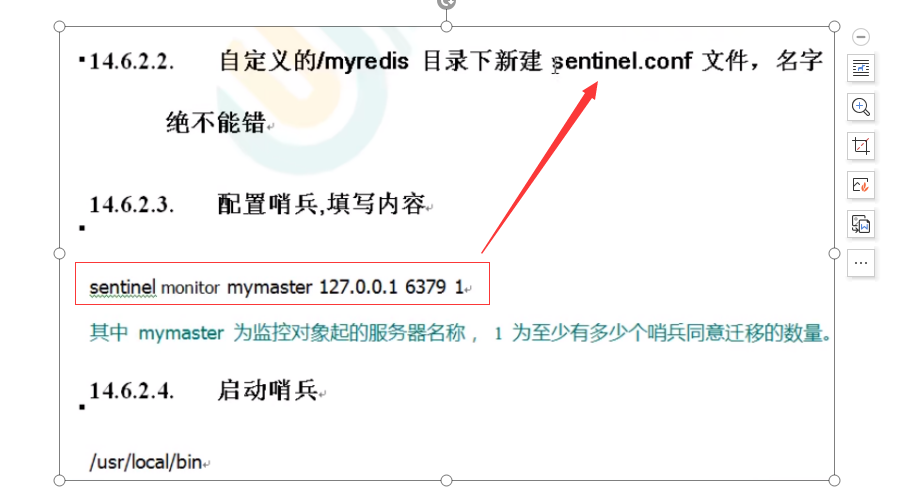 14.6.2.2. 自定义的/myredis 目录下新建 sentinel.conf 文件，名字
绝不能错
14.6.2.3. 配置哨兵,填写内容
sentinel monitor mymaster 127.0.0.1 6379 1
其中 mymaster 为监控对象起的服务器名称， 1 为至少有多少个哨兵同意迁移的数量。
14.6.2.4. 启动哨兵
/usr/local/bin